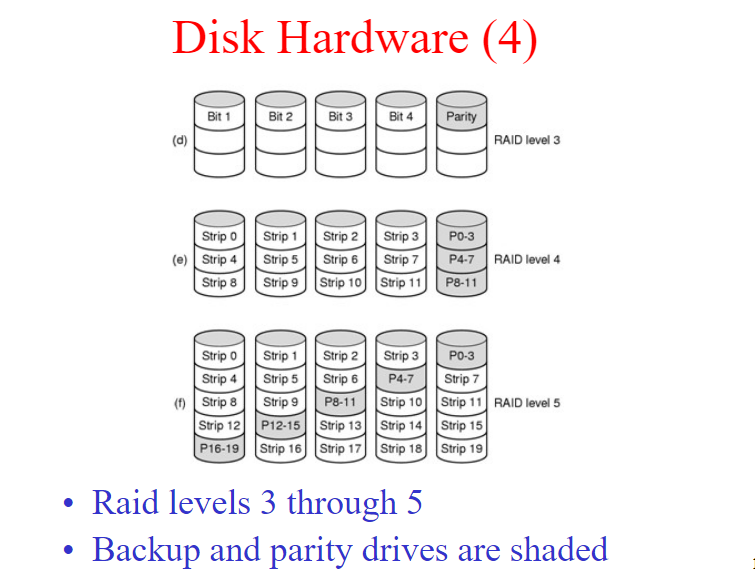 Disk Hardware (4)
Bit 1 Bit 2 Bit 3 Bit 4 Parity
(d) RAID level 3
Strip 0 Strip 1 Strip 2 Strip 3 P0-3
(e) Strip 4 Strip 5 Strip 6 Strip 7 P4-7 RAID level 4
Strip 8 Strip 9 Strip 10 Strip 11 P8-11
Strip 0 Strip 1 Strip 2 Strip 3 P0-3
Strip 4 Strip 5 Strip 6 P4-7 Strip 7
(f) Strip 8 Strip 9 P8-11 Strip 10 Strip 11 RAID level 5
Strip 12 P12-15 Strip 13 Strip 14 Strip 15
P16-19 Strip 16 Strip 17 Strip 18 Strip 19
• Raid levels 3 through 5
• Backup and parity drives are shaded